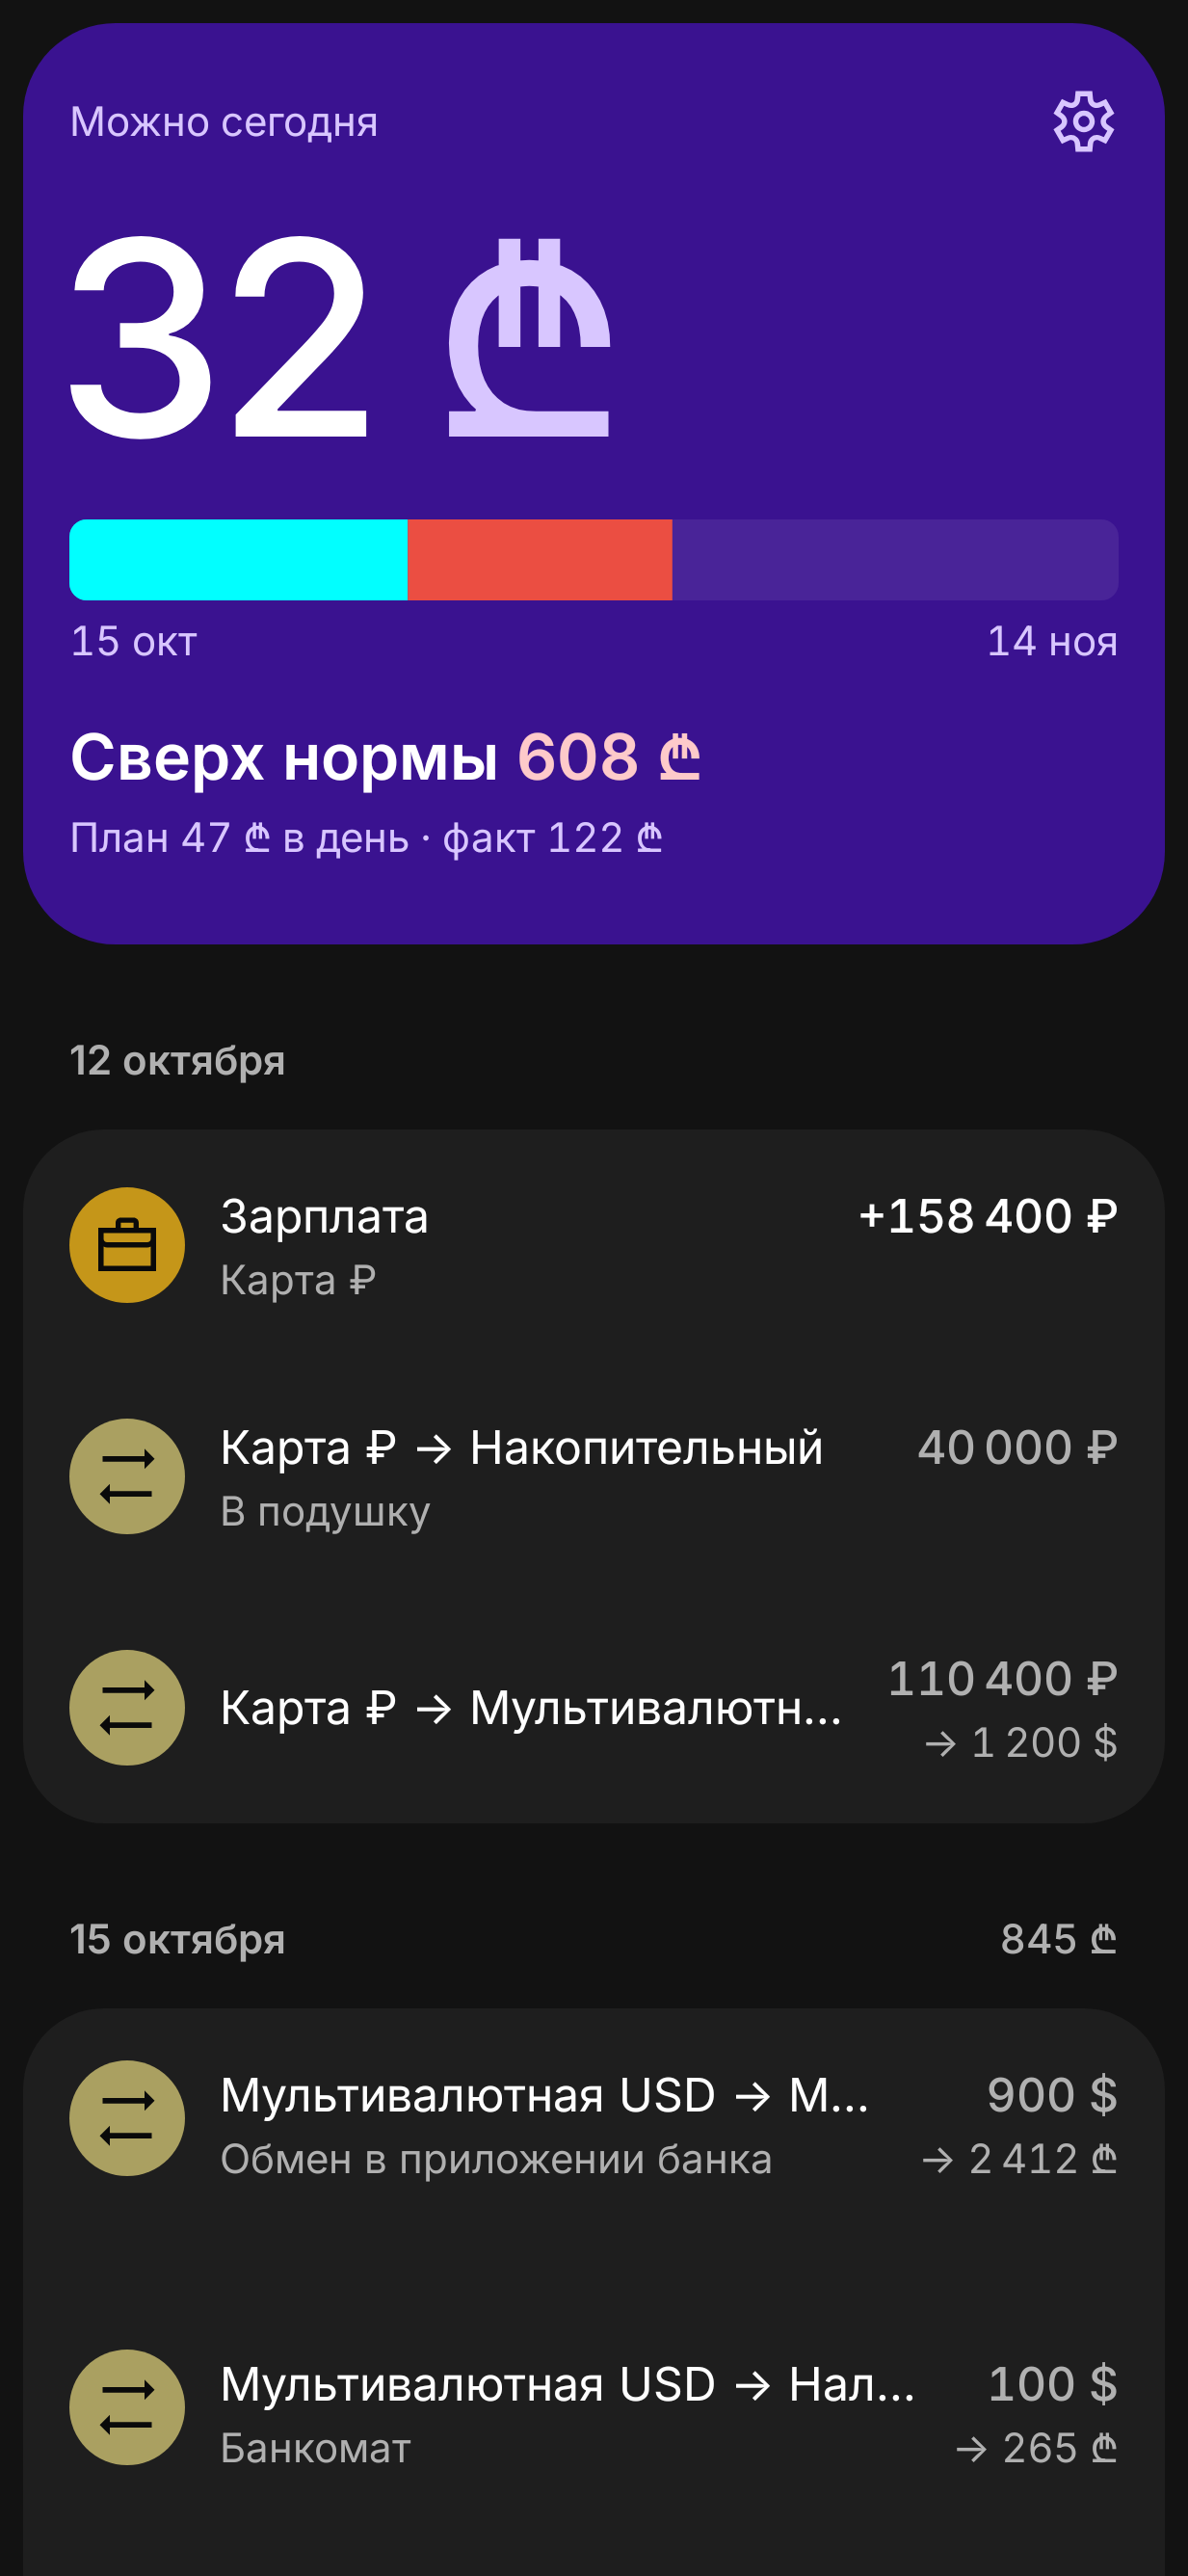 Можно сегодня
32 ₾
15 окт 14 ноя
Сверх нормы 608 ₾
План 47 ₾ в день · факт 122 ₾
12 октября
Зарплата +158 400 ₽
Карта ₽
Карта ₽ → Накопительный 40 000 ₽
В подушку
110 400 ₽
Карта ₽ → Мультивалютн...
→ 1 200 $
15 октября 845 ₾
Мультивалютная USD → М... 900 $
Обмен в приложении банка → 2 412 ₾
Мультивалютная USD → Нал... 100 $
Банкомат → 265 ₾